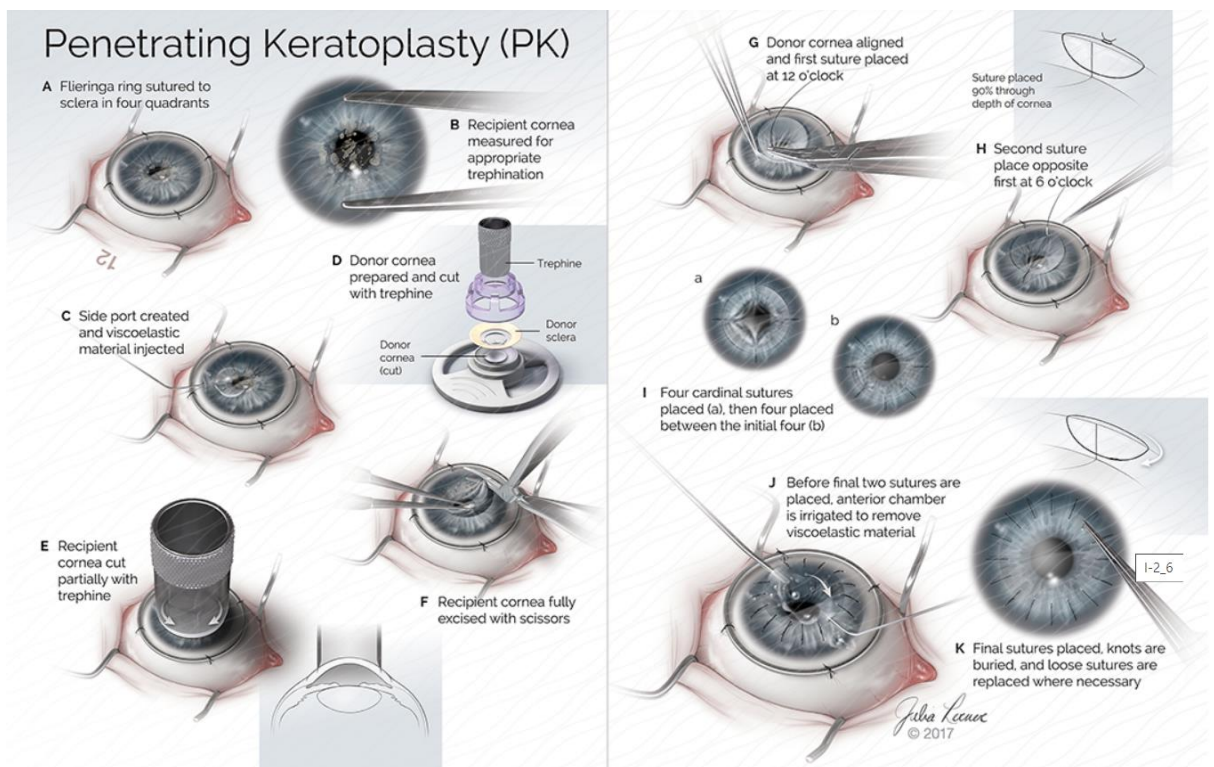 Penetrating Keratoplasty (PK)
A Flieringa ring sutured to
sclera in four quadrants
B Recipient cornea
measured for
appropriate
trephination
12
C Side port created
and viscoelastic
material injected
D Donor cornea
prepared and cut
with trephine
Trephine
Donor
sclera
Donor
cornea
(cut)
E Recipient
cornea cut
partially with
trephine
F Recipient cornea fully
excised with scissors
G Donor cornea aligned
and first suture placed
at 12 o'clock
Suture placed
90% through
depth of cornea
H Second suture
place opposite
first at 6 o'clock
a
b
I Four cardinal sutures
placed (a), then four placed
between the initial four (b)
J Before final two sutures are
placed, anterior chamber
is irrigated to remove
viscoelastic material
I-2_6
K Final sutures placed, knots are
buried, and loose sutures are
replaced where necessary
Julia
© 2017